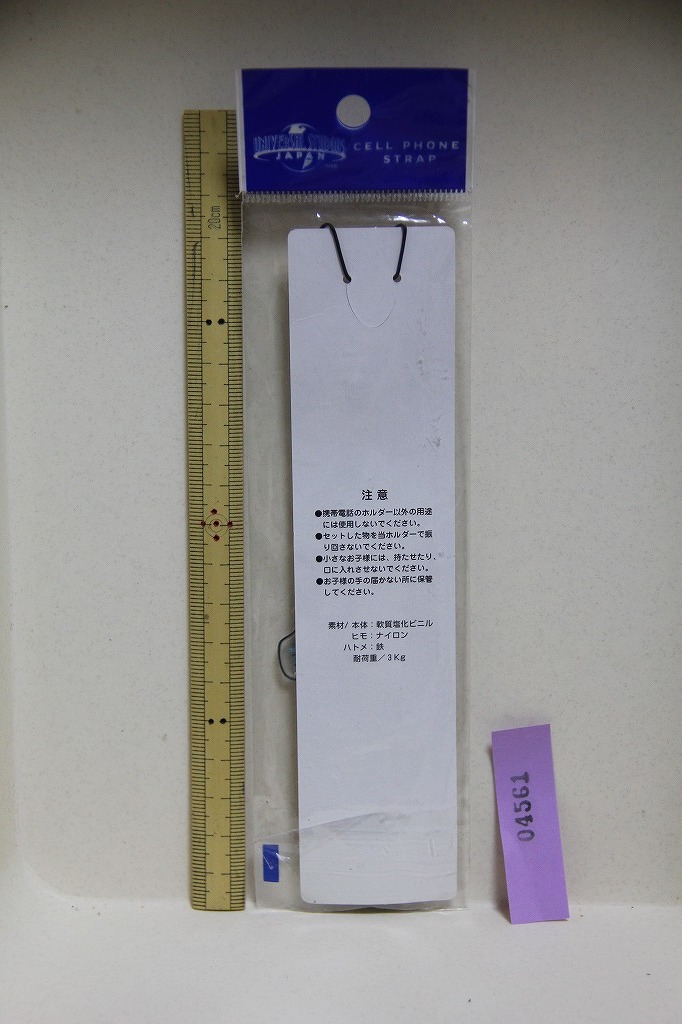 UNIVERSAL STUDIOS
JAPAN
CELL PHONE
STRAP
20cm
注意
●携帯電話のホルダー以外の用途
には使用しないでください。
●セットした物を当ホルダーで振
り回さないでください。
●小さなお子様には、持たせたり、
口に入れさせないでください。
●お子様の手の届かない所に保管
してください。
素材/本体：軟質塩化ビニル
ヒモ：ナイロン
ハトメ：鉄
耐荷重／3Kg
04561